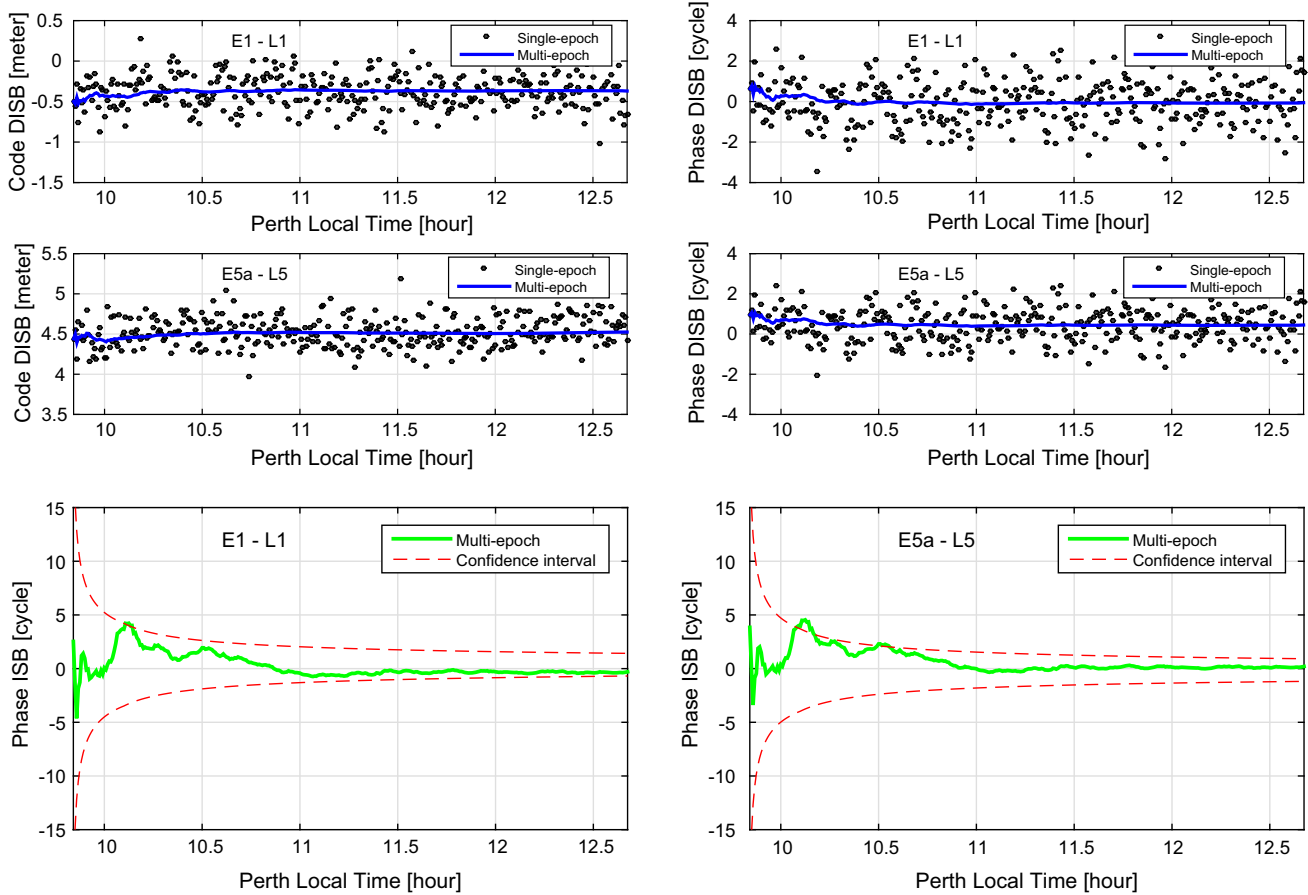 Code DISB [meter]
0.5
0
-0.5
-1
-1.5
E1 - L1
Single-epoch
Multi-epoch
10
10.5
11
11.5
12
12.5
Perth Local Time [hour]
Phase DISB [cycle]
4
2
0
-2
-4
E1 - L1
Single-epoch
Multi-epoch
10
10.5
11
11.5
12
12.5
Perth Local Time [hour]
Code DISB [meter]
5.5
5
4.5
4
3.5
E5a - L5
Single-epoch
Multi-epoch
10
10.5
11
11.5
12
12.5
Perth Local Time [hour]
Phase DISB [cycle]
4
2
0
-2
-4
E5a - L5
Single-epoch
Multi-epoch
10
10.5
11
11.5
12
12.5
Perth Local Time [hour]
Phase ISB [cycle]
15
10
5
0
-5
-10
-15
E1 - L1
Multi-epoch
Confidence interval
10
10.5
11
11.5
12
12.5
Perth Local Time [hour]
Phase ISB [cycle]
15
10
5
0
-5
-10
-15
E5a - L5
Multi-epoch
Confidence interval
10
10.5
11
11.5
12
12.5
Perth Local Time [hour]